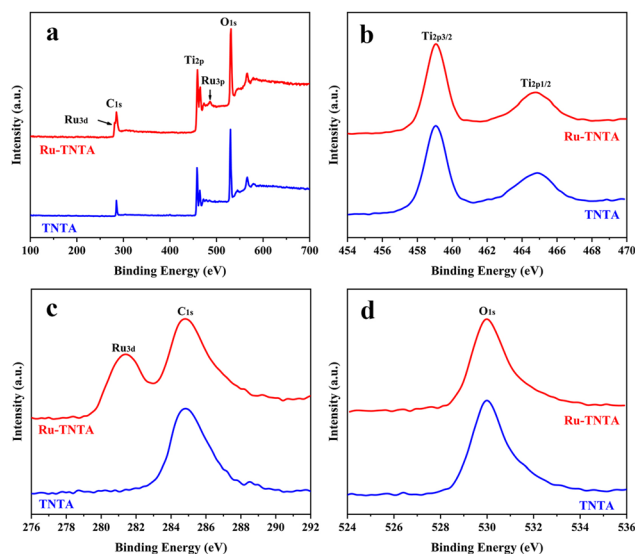 a
O1s
Ti2p
Ru3p
C1s
Ru3d
Ru-TNTA
TNTA
Intensity (a.u.)
100 200 300 400 500 600 700
Binding Energy (eV)
b
Ti2p3/2
Ti2p1/2
Ru-TNTA
TNTA
Intensity (a.u.)
454 456 458 460 462 464 466 468 470
Binding Energy (eV)
c
C1s
Ru3d
Ru-TNTA
TNTA
Intensity (a.u.)
276 278 280 282 284 286 288 290 292
Binding Energy (eV)
d
O1s
Ru-TNTA
TNTA
Intensity (a.u.)
524 526 528 530 532 534 536
Binding Energy (eV)